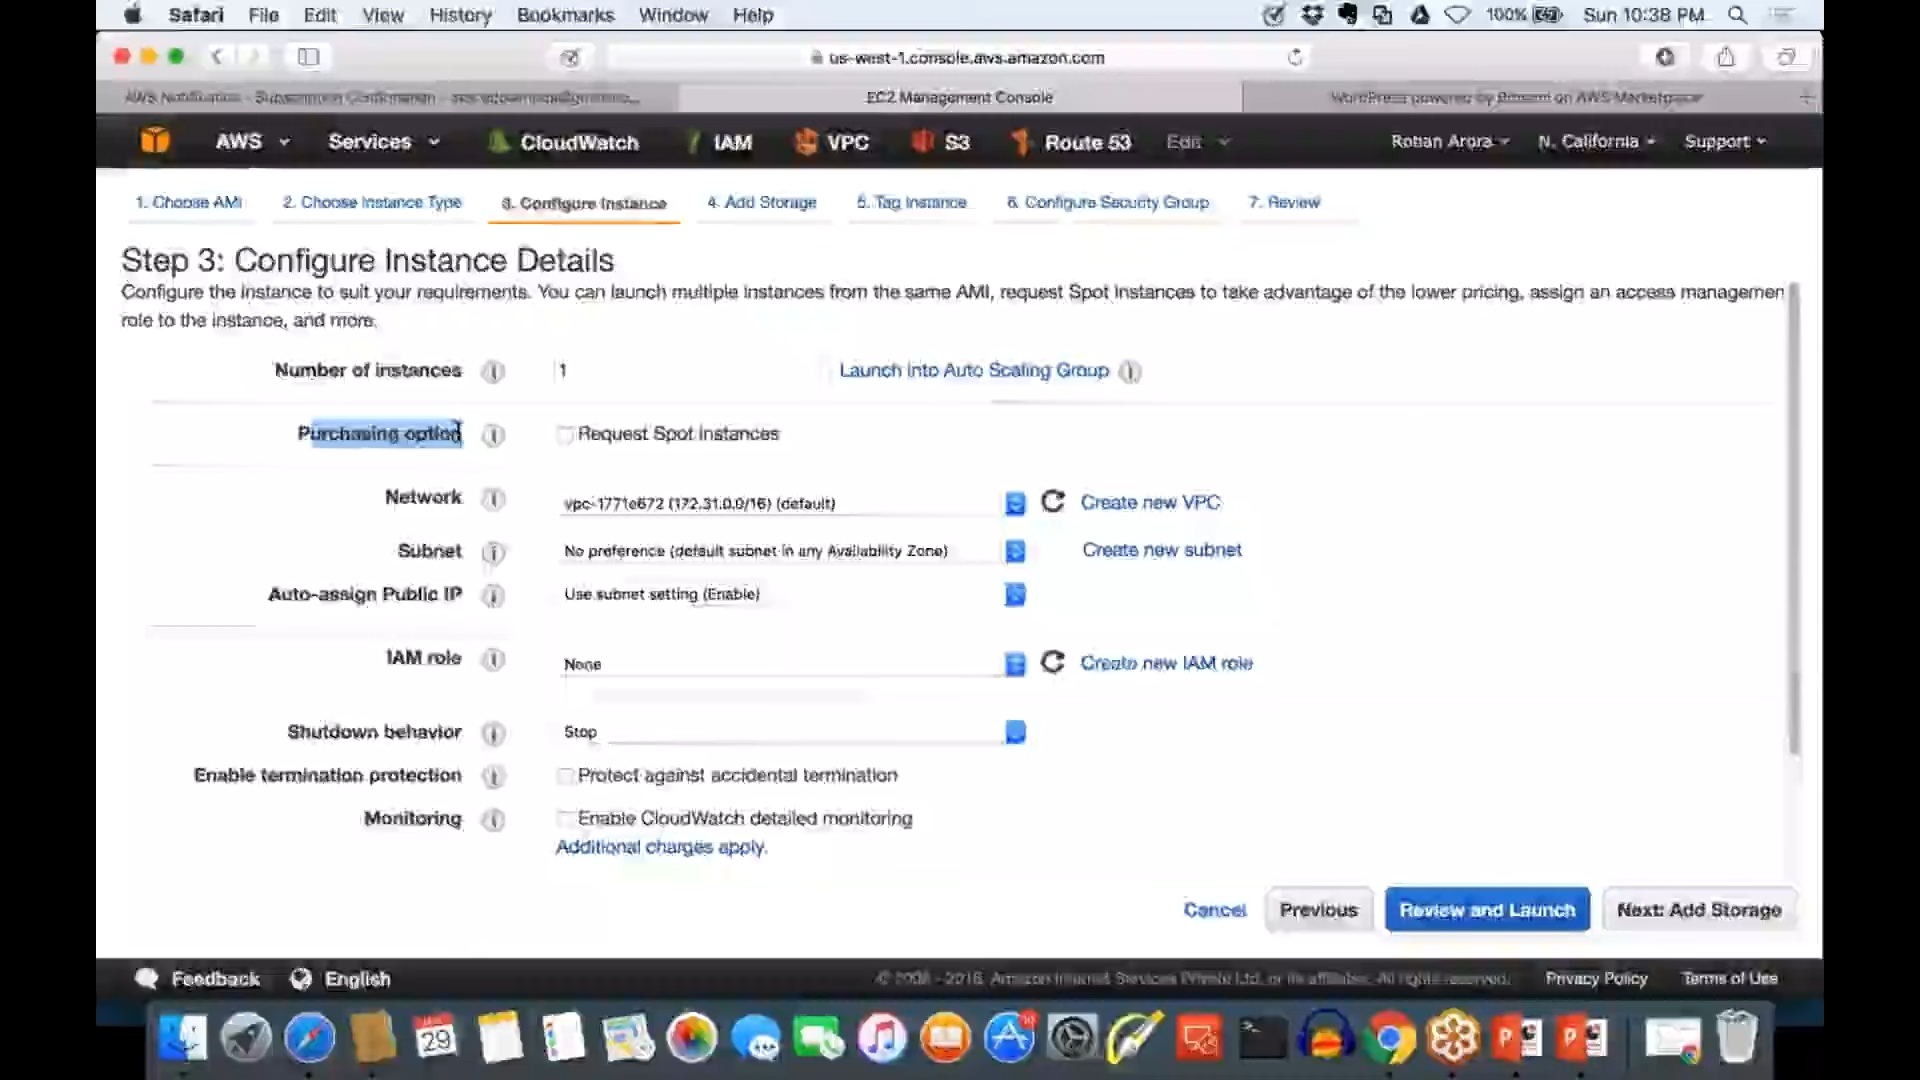 Safari File Edit View History Bookmarks Window Help 100% Sun 10:38 PM
us-west-1.console.aws.amazon.com
AWS Notification - Subscription Confirmation -
EC2 Management Console
WordPress powered by Bitnami on AWS Marketplace
AWS Services CloudWatch IAM VPC S3 Route 53 Edit Rohan Arora N. California Support
1. Choose AMI 2. Choose Instance Type 3. Configure Instance 4. Add Storage 5. Tag Instance 6. Configure Security Group 7. Review
Step 3: Configure Instance Details
Configure the instance to suit your requirements. You can launch multiple instances from the same AMI, request Spot instances to take advantage of the lower pricing, assign an access managemen
role to the instance, and more.
Number of instances 1 Launch into Auto Scaling Group
Purchasing option Request Spot instances
Network vpc-1771e672 (172.31.0.0/16) (default) Create new VPC
Subnet No preference (default subnet in any Availability Zone) Create new subnet
Auto-assign Public IP Use subnet setting (Enable)
IAM role None Create new IAM role
Shutdown behavior Stop
Enable termination protection Protect against accidental termination
Monitoring Enable CloudWatch detailed monitoring
Additional charges apply.
Cancel Previous Review and Launch Next: Add Storage
Feedback English © 2008 - 2016, Amazon Internet Services Private Ltd. or its affiliates. All rights reserved. Privacy Policy Terms of Use
29